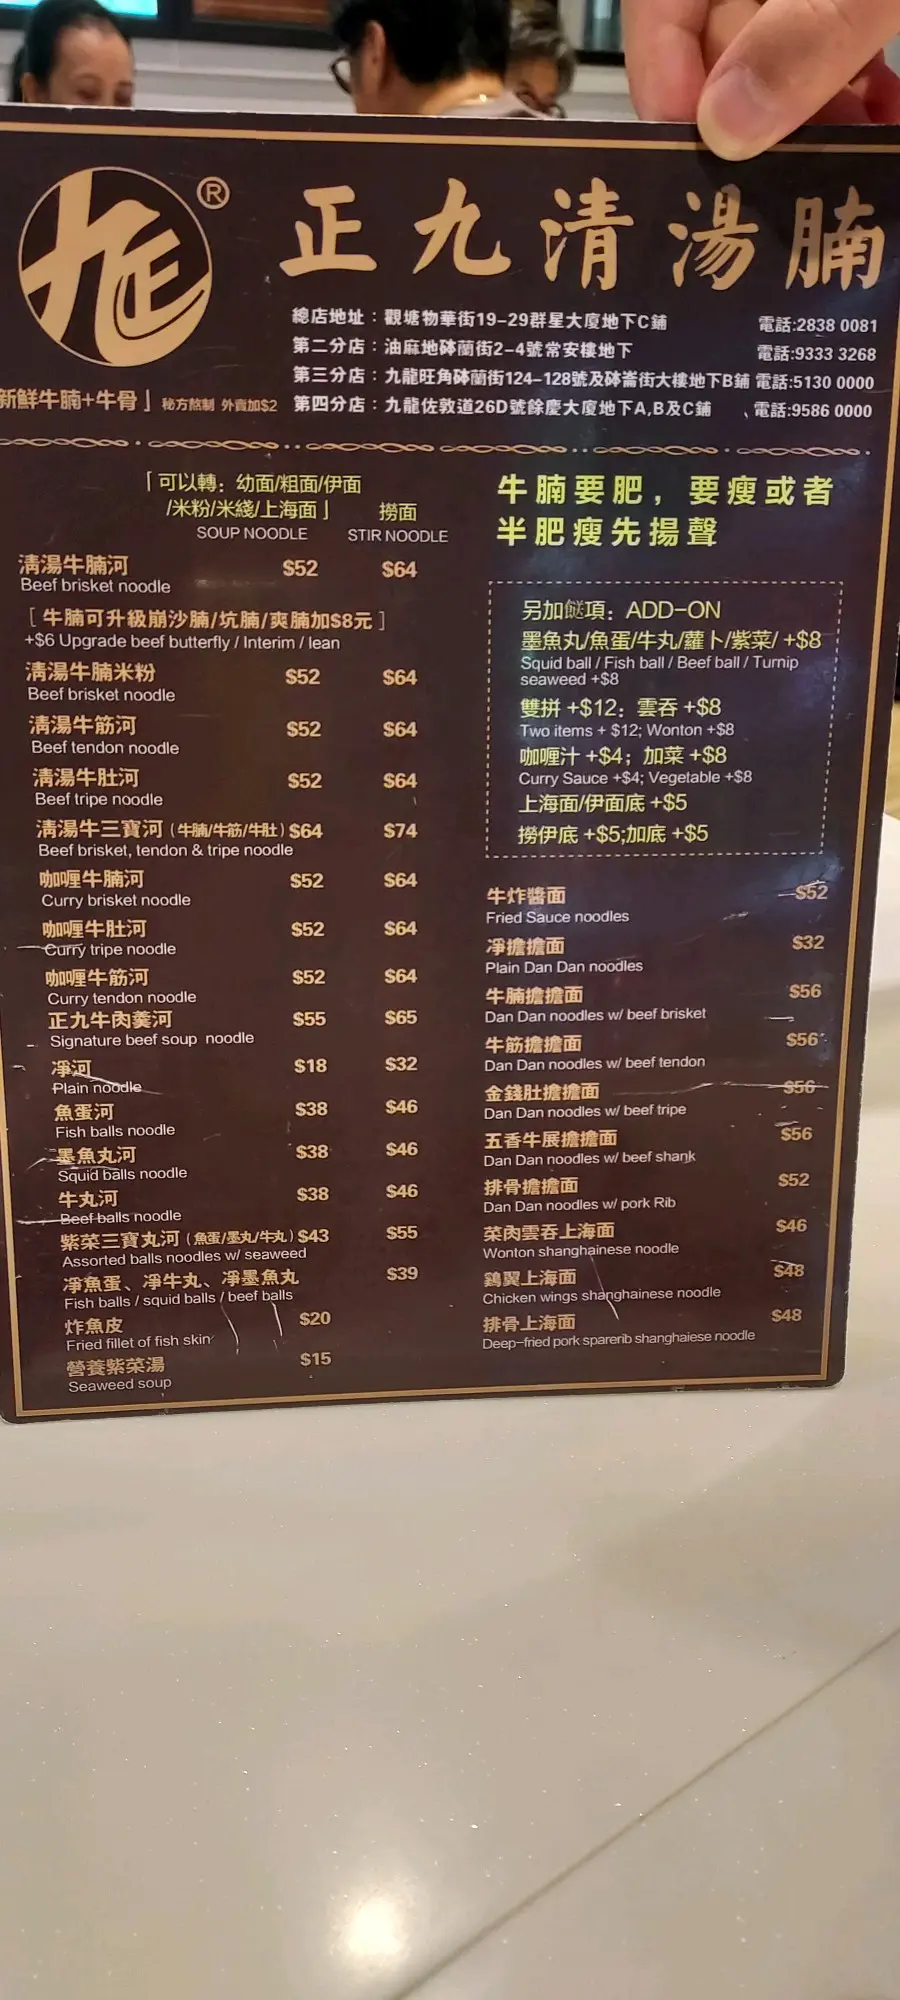 九正 ®
正九清湯腩
總店地址：觀塘物華街19-29群星大廈地下C鋪 電話:2838 0081
第二分店：油麻地砵蘭街2-4號常安樓地下 電話:9333 3268
第三分店：九龍旺角砵蘭街124-128號及砵崙街大樓地下B鋪 電話:5130 0000
第四分店：九龍佐敦道26D號餘慶大廈地下A,B及C鋪 、電話:9586 0000
新鮮牛腩+牛骨」秘方熬制 外賣加$2
「可以轉：幼面/粗面/伊面
/米粉/米綫/上海面」 撈面
SOUP NOODLE STIR NOODLE
清湯牛腩河 $52 $64
Beef brisket noodle
[ 牛腩可升級崩沙腩/坑腩/爽腩加$8元 ]
+$6 Upgrade beef butterfly / Interim / lean
清湯牛腩米粉 $52 $64
Beef brisket noodle
清湯牛筋河 $52 $64
Beef tendon noodle
清湯牛肚河 $52 $64
Beef tripe noodle
清湯牛三寶河（牛腩/牛筋/牛肚）$64 $74
Beef brisket, tendon & tripe noodle
咖喱牛腩河 $52 $64
Curry brisket noodle
咖喱牛肚河 $52 $64
Curry tripe noodle
咖喱牛筋河 $52 $64
Curry tendon noodle
正九牛肉羹河 $55 $65
Signature beef soup noodle
凈河 $18 $32
Plain noodle
魚蛋河 $38 $46
Fish balls noodle
墨魚丸河 $38 $46
Squid balls noodle
牛丸河 $38 $46
Beef balls noodle
紫菜三寶丸河（魚蛋/墨丸/牛丸）$43 $55
Assorted balls noodles w/ seaweed
凈魚蛋、凈牛丸、凈墨魚丸 $39
Fish balls / squid balls / beef balls
炸魚皮 $20
Fried fillet of fish skin
營養紫菜湯 $15
Seaweed soup
牛腩要肥，要瘦或者
半肥瘦先揚聲
另加餸項：ADD-ON
墨魚丸/魚蛋/牛丸/蘿卜/紫菜/ +$8
Squid ball / Fish ball / Beef ball / Turnip
seaweed +$8
雙拼 +$12；雲吞 +$8
Two items + $12; Wonton +$8
咖喱汁 +$4；加菜 +$8
Curry Sauce +$4; Vegetable +$8
上海面/伊面底 +$5
撈伊底 +$5;加底 +$5
牛炸醬面 $52
Fried Sauce noodles
凈擔擔面 $32
Plain Dan Dan noodles
牛腩擔擔面 $56
Dan Dan noodles w/ beef brisket
牛筋擔擔面 $56
Dan Dan noodles w/ beef tendon
金錢肚擔擔面 $56
Dan Dan noodles w/ beef tripe
五香牛展擔擔面 $56
Dan Dan noodles w/ beef shank
排骨擔擔面 $52
Dan Dan noodles w/ pork Rib
菜肉雲吞上海面 $46
Wonton shanghainese noodle
鷄翼上海面 $48
Chicken wings shanghainese noodle
排骨上海面 $48
Deep-fried pork sparerib shanghaiese noodle